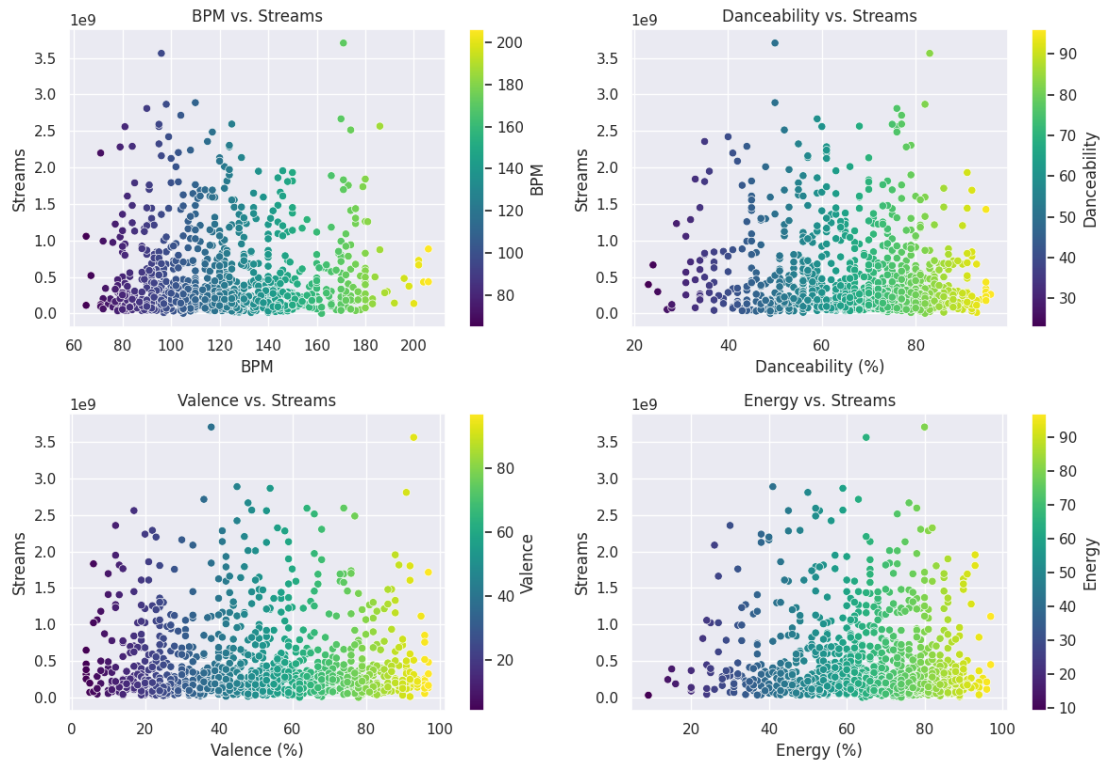 BPM vs. Streams
1e9
3.5
3.0
2.5
2.0
1.5
1.0
0.5
0.0
Streams
60 80 100 120 140 160 180 200
BPM
200
180
160
140
120
100
80
BPM
Danceability vs. Streams
1e9
3.5
3.0
2.5
2.0
1.5
1.0
0.5
0.0
Streams
20 40 60 80
Danceability (%)
90
80
70
60
50
40
30
Danceability
Valence vs. Streams
1e9
3.5
3.0
2.5
2.0
1.5
1.0
0.5
0.0
Streams
0 20 40 60 80 100
Valence (%)
80
60
40
20
Valence
Energy vs. Streams
1e9
3.5
3.0
2.5
2.0
1.5
1.0
0.5
0.0
Streams
20 40 60 80 100
Energy (%)
90
80
70
60
50
40
30
20
10
Energy